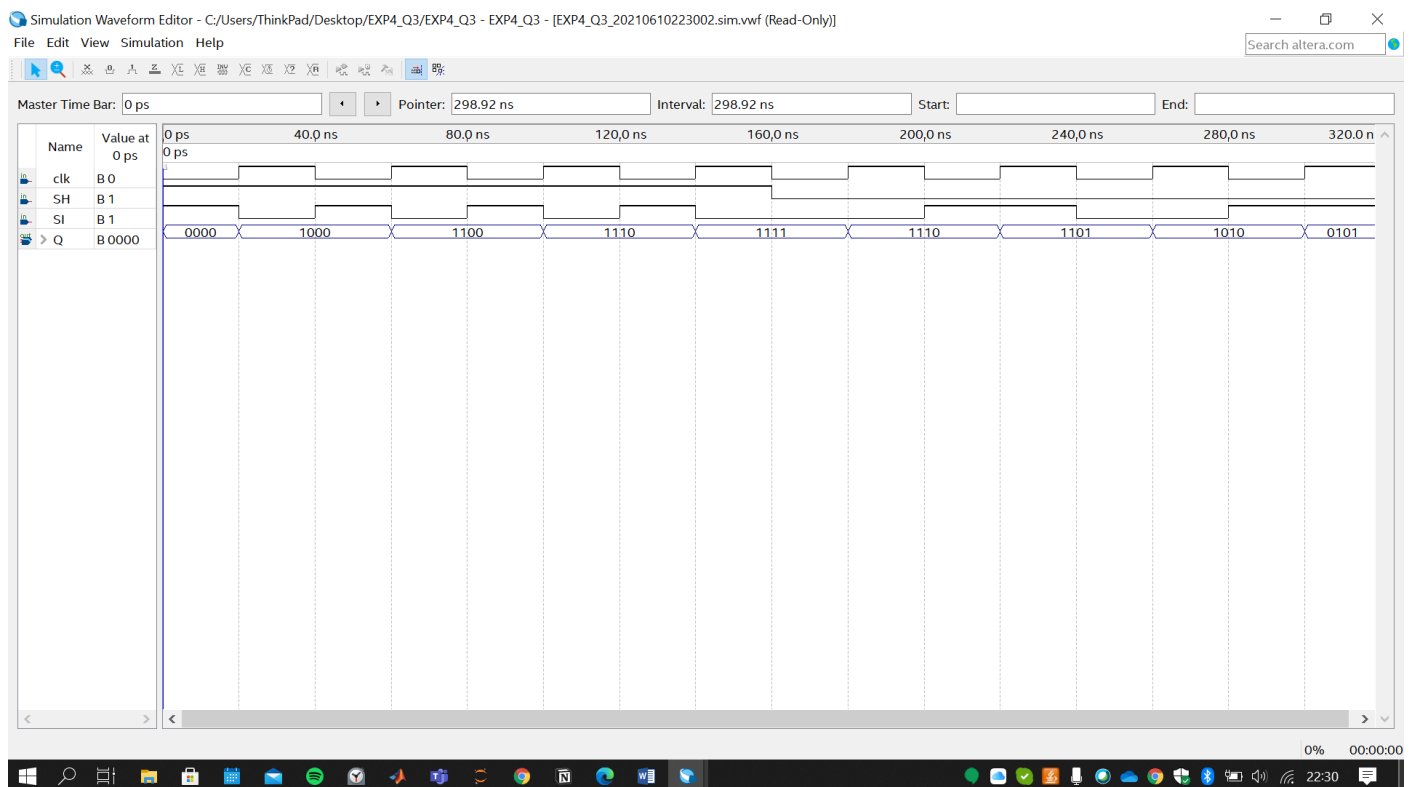 Simulation Waveform Editor - C:/Users/ThinkPad/Desktop/EXP4_Q3/EXP4_Q3 - EXP4_Q3 - [EXP4_Q3_20210610223002.sim.vwf (Read-Only)]
File Edit View Simulation Help
Search altera.com
Master Time Bar: 0 ps Pointer: 298.92 ns Interval: 298.92 ns Start: End:
Name Value at 0 ps
0 ps 40.0 ns 80.0 ns 120,0 ns 160,0 ns 200,0 ns 240,0 ns 280,0 ns 320.0 n
0 ps
clk B 0
SH B 1
SI B 1
Q B 0000 0000 1000 1100 1110 1111 1110 1101 1010 0101
0% 00:00:00
22:30